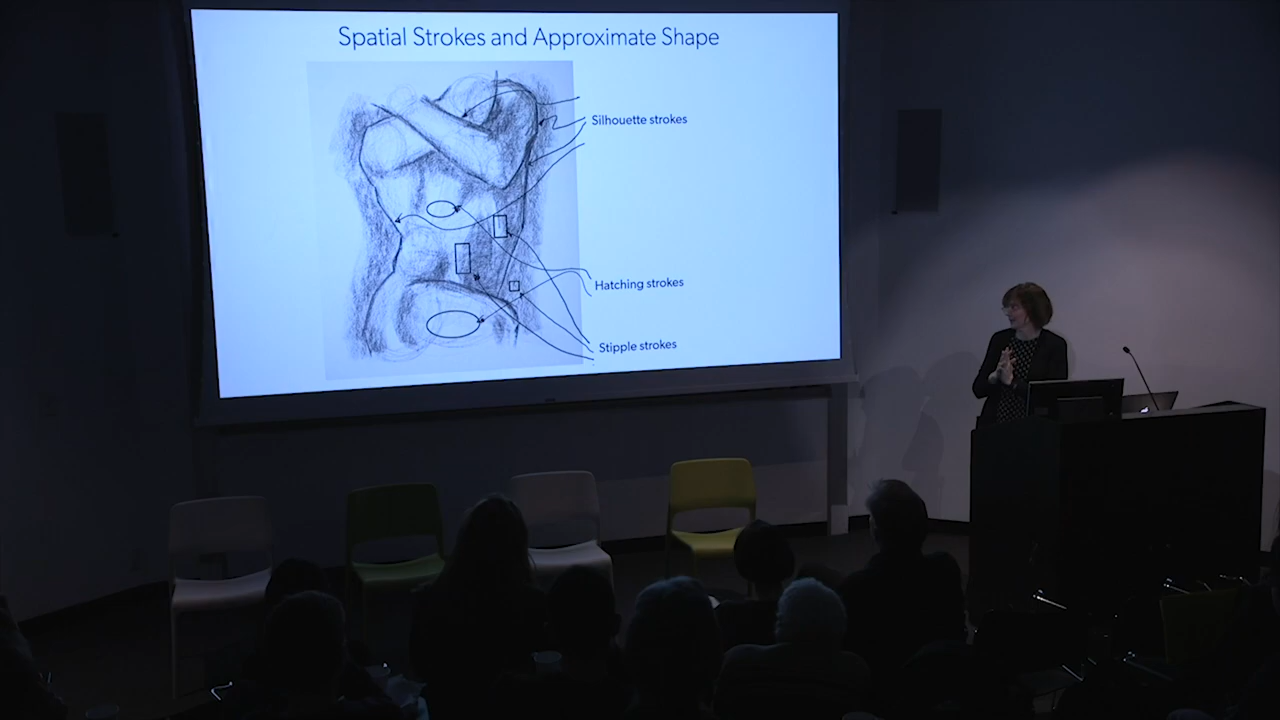 Spatial Strokes and Approximate Shape
Silhouette strokes
Hatching strokes
Stipple strokes